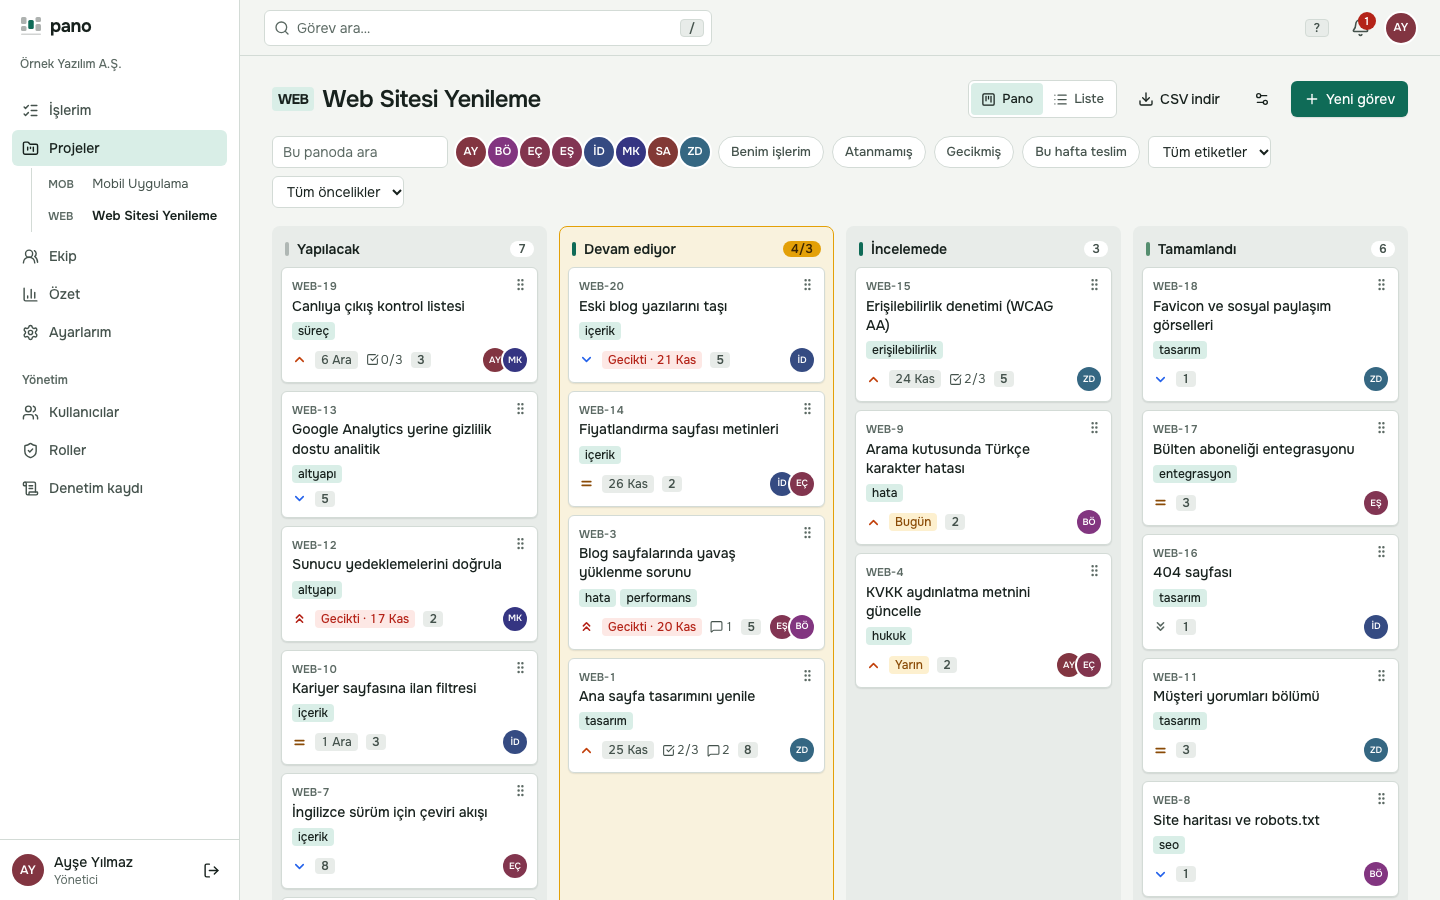 pano
Örnek Yazılım A.Ş.
İşlerim
Projeler
MOB Mobil Uygulama
WEB Web Sitesi Yenileme
Ekip
Özet
Ayarlarım
Yönetim
Kullanıcılar
Roller
Denetim kaydı
AY Ayşe Yılmaz
Yönetici
Görev ara... /
? 1 AY
WEB Web Sitesi Yenileme
Pano Liste CSV indir + Yeni görev
Bu panoda ara AY BÖ EÇ EŞ İD MK SA ZD Benim işlerim Atanmamış Gecikmiş Bu hafta teslim Tüm etiketler
Tüm öncelikler
Yapılacak 7
WEB-19
Canlıya çıkış kontrol listesi
süreç
6 Ara 0/3 3 AY MK
WEB-13
Google Analytics yerine gizlilik
dostu analitik
altyapı
5
WEB-12
Sunucu yedeklemelerini doğrula
altyapı
Gecikti · 17 Kas 2 MK
WEB-10
Kariyer sayfasına ilan filtresi
içerik
1 Ara 3 İD
WEB-7
İngilizce sürüm için çeviri akışı
içerik
8 EÇ
Devam ediyor 4/3
WEB-20
Eski blog yazılarını taşı
içerik
Gecikti · 21 Kas 5 İD
WEB-14
Fiyatlandırma sayfası metinleri
içerik
26 Kas 2 İD EÇ
WEB-3
Blog sayfalarında yavaş
yüklenme sorunu
hata performans
Gecikti · 20 Kas 1 5 EŞ BÖ
WEB-1
Ana sayfa tasarımını yenile
tasarım
25 Kas 2/3 2 8 ZD
İncelemede 3
WEB-15
Erişilebilirlik denetimi (WCAG
AA)
erişilebilirlik
24 Kas 2/3 5 ZD
WEB-9
Arama kutusunda Türkçe
karakter hatası
hata
Bugün 2 BÖ
WEB-4
KVKK aydınlatma metnini
güncelle
hukuk
Yarın 2 AY EÇ
Tamamlandı 6
WEB-18
Favicon ve sosyal paylaşım
görselleri
tasarım
1 ZD
WEB-17
Bülten aboneliği entegrasyonu
entegrasyon
3 EŞ
WEB-16
404 sayfası
tasarım
1 İD
WEB-11
Müşteri yorumları bölümü
tasarım
3 ZD
WEB-8
Site haritası ve robots.txt
seo
1 BÖ